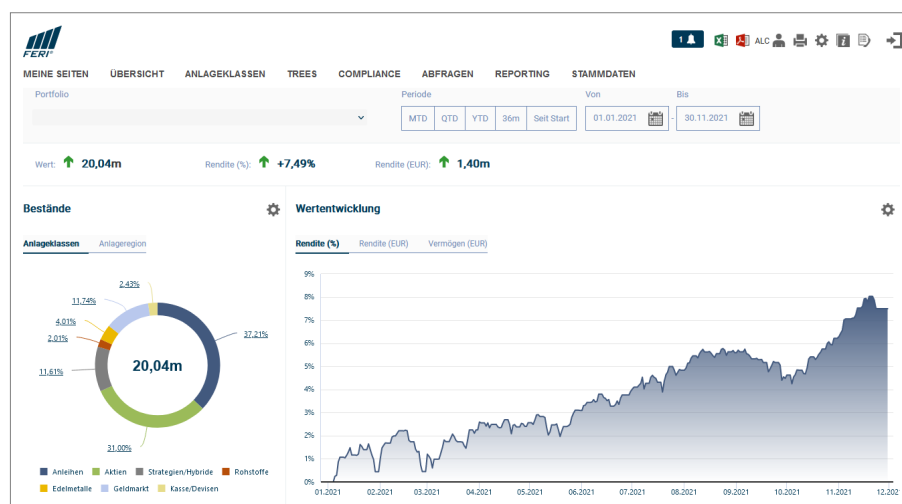 FERI®
1
ALC
MEINE SEITEN ÜBERSICHT ANLAGEKLASSEN TREES COMPLIANCE ABFRAGEN REPORTING STAMMDATEN
Portfolio Periode Von Bis
MTD QTD YTD 36m Seit Start 01.01.2021 - 30.11.2021
Wert: 20,04m Rendite (%): +7,49% Rendite (EUR): 1,40m
Bestände
Anlageklassen Anlageregion
2,43%
11,74%
4,01%
2,01%
11,61%
37,21%
20,04m
31,00%
Anleihen Aktien Strategien/Hybride Rohstoffe
Edelmetalle Geldmarkt Kasse/Devisen
Wertentwicklung
Rendite (%) Rendite (EUR) Vermögen (EUR)
9%
8%
7%
6%
5%
4%
3%
2%
1%
0%
01.2021 02.2021 03.2021 04.2021 05.2021 06.2021 07.2021 08.2021 09.2021 10.2021 11.2021 12.2021